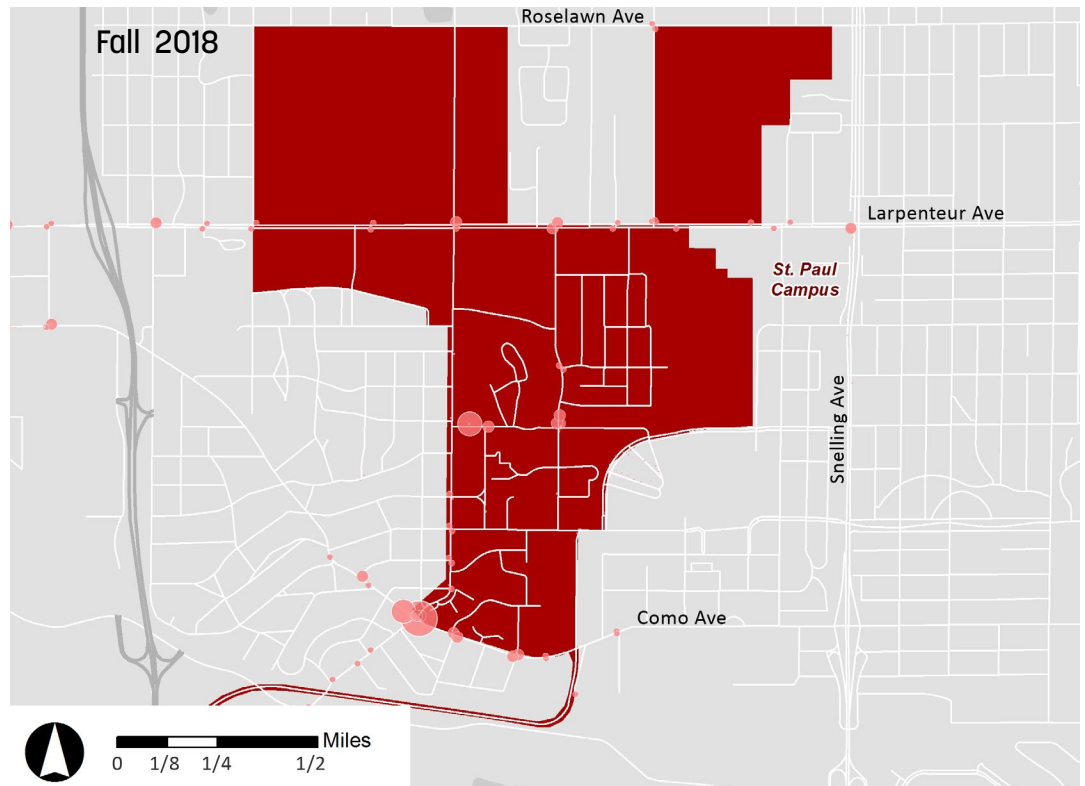 Roselawn Ave
Fall 2018
Larpenteur Ave
St. Paul
Campus
Snelling Ave
Como Ave
Miles
0 1/8 1/4 1/2